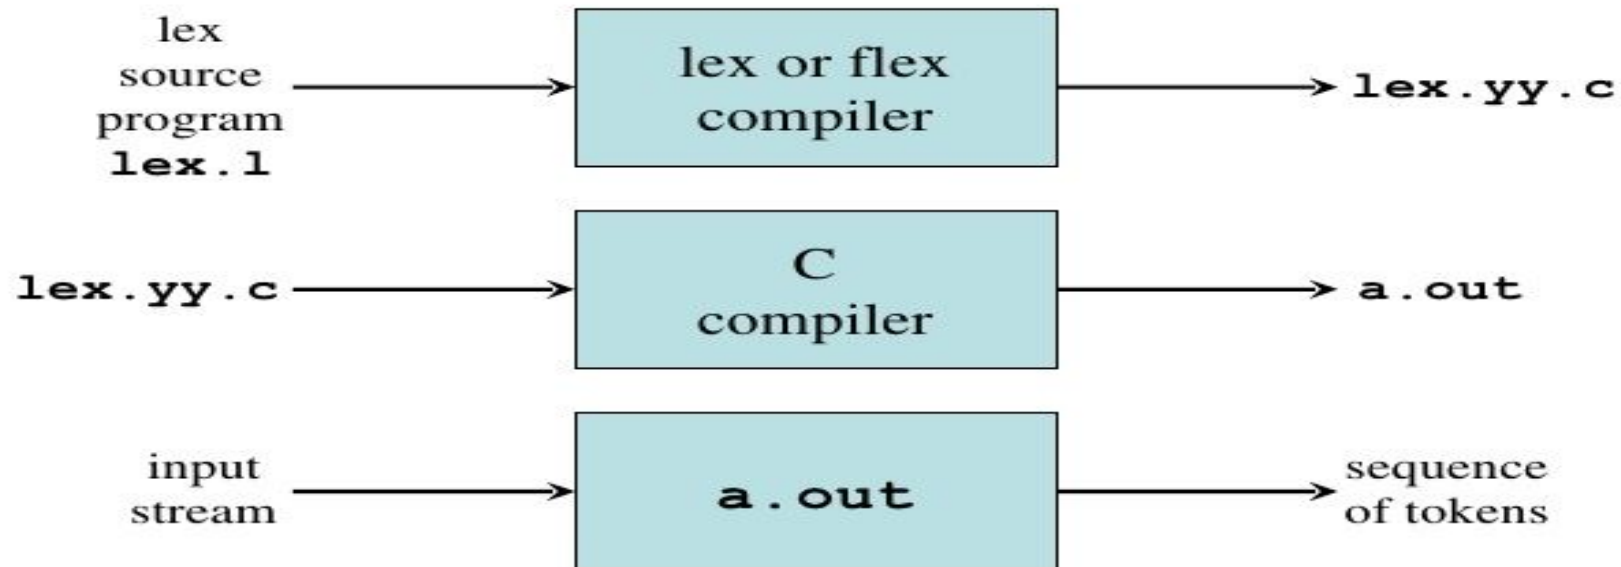 lex
source
program
lex.l
lex or flex
compiler
lex.yy.c
lex.yy.c
C
compiler
a.out
input
stream
a.out
sequence
of tokens